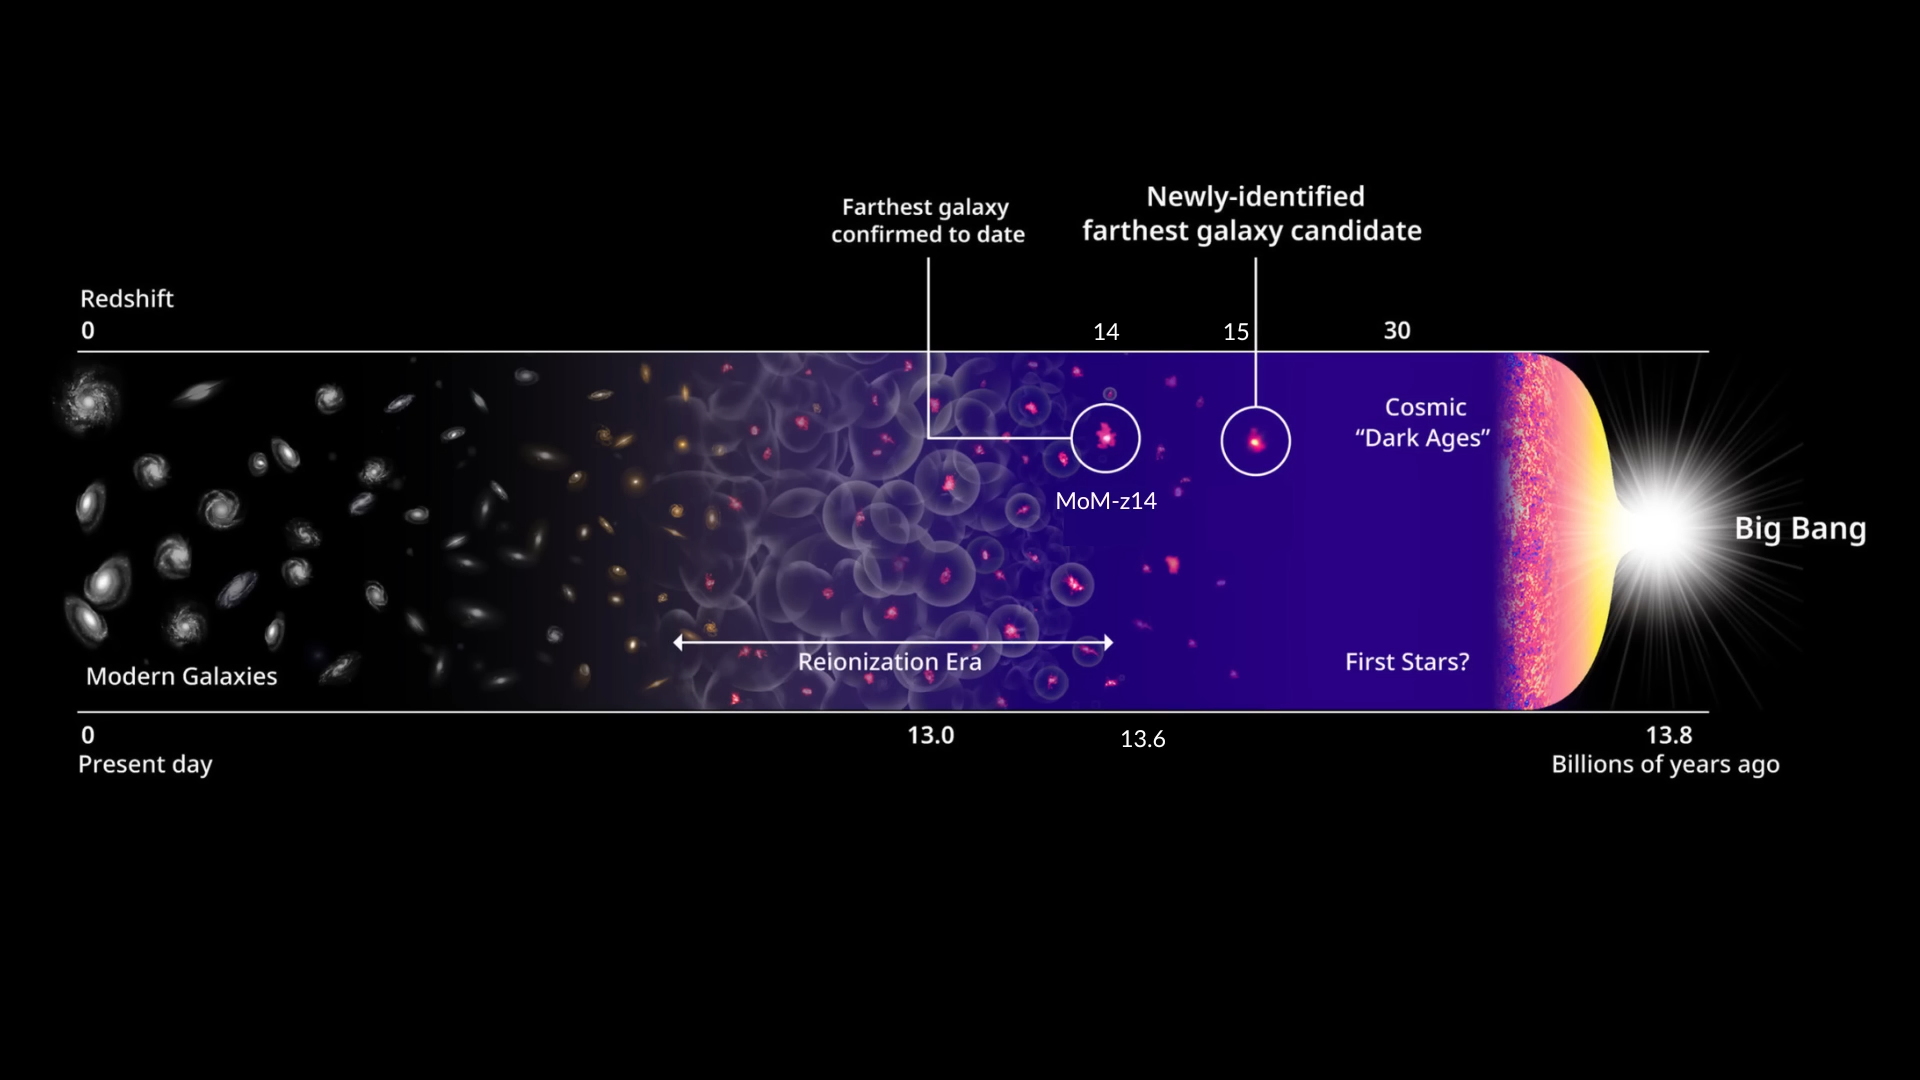 Farthest galaxy
confirmed to date
Newly-identified
farthest galaxy candidate
Redshift
0
14
15
30
Cosmic
“Dark Ages”
MoM-z14
Big Bang
Reionization Era
First Stars?
Modern Galaxies
0
13.0
13.6
13.8
Present day
Billions of years ago